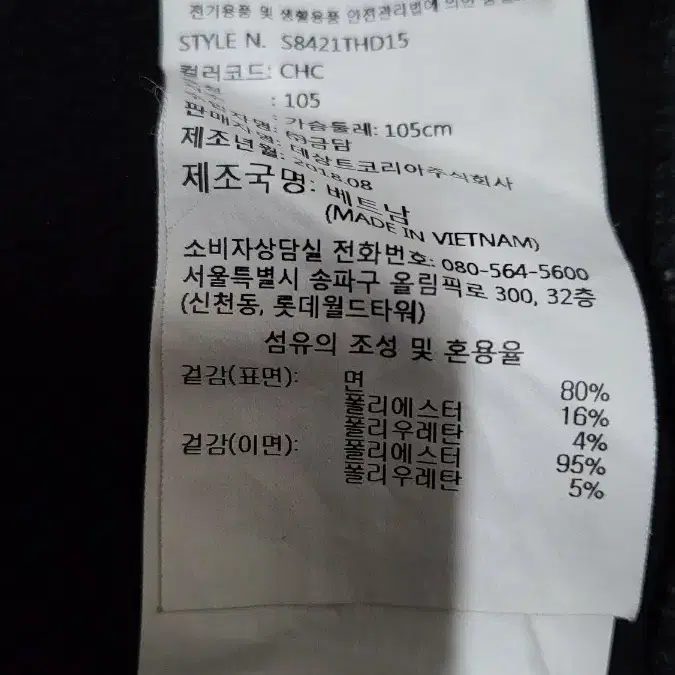 전기용품 및 생활용품 안전관리법에 의한
STYLE N. S8421THD15
컬러코드: CHC
: 105
가슴둘레: 105cm
판매자명: ㈜금담
제조년월: 데상트코리아주식회사
2018.08
제조국명: 베트남
(MADE IN VIETNAM)
소비자상담실 전화번호: 080-564-5600
서울특별시 송파구 올림픽로 300, 32층
(신천동, 롯데월드타워)
섬유의 조성 및 혼용율
겉감(표면): 면 80%
폴리에스터 16%
폴리우레탄 4%
겉감(이면): 폴리에스터 95%
폴리우레탄 5%